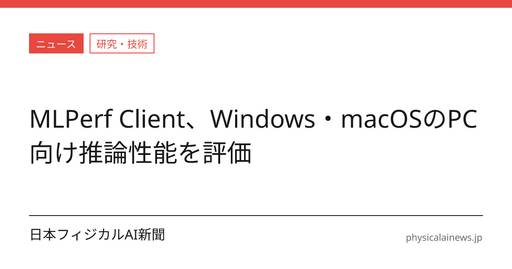 ニュース 研究・技術
MLPerf Client、Windows・macOSのPC
向け推論性能を評価
日本フィジカルAI新聞
physicalainews.jp